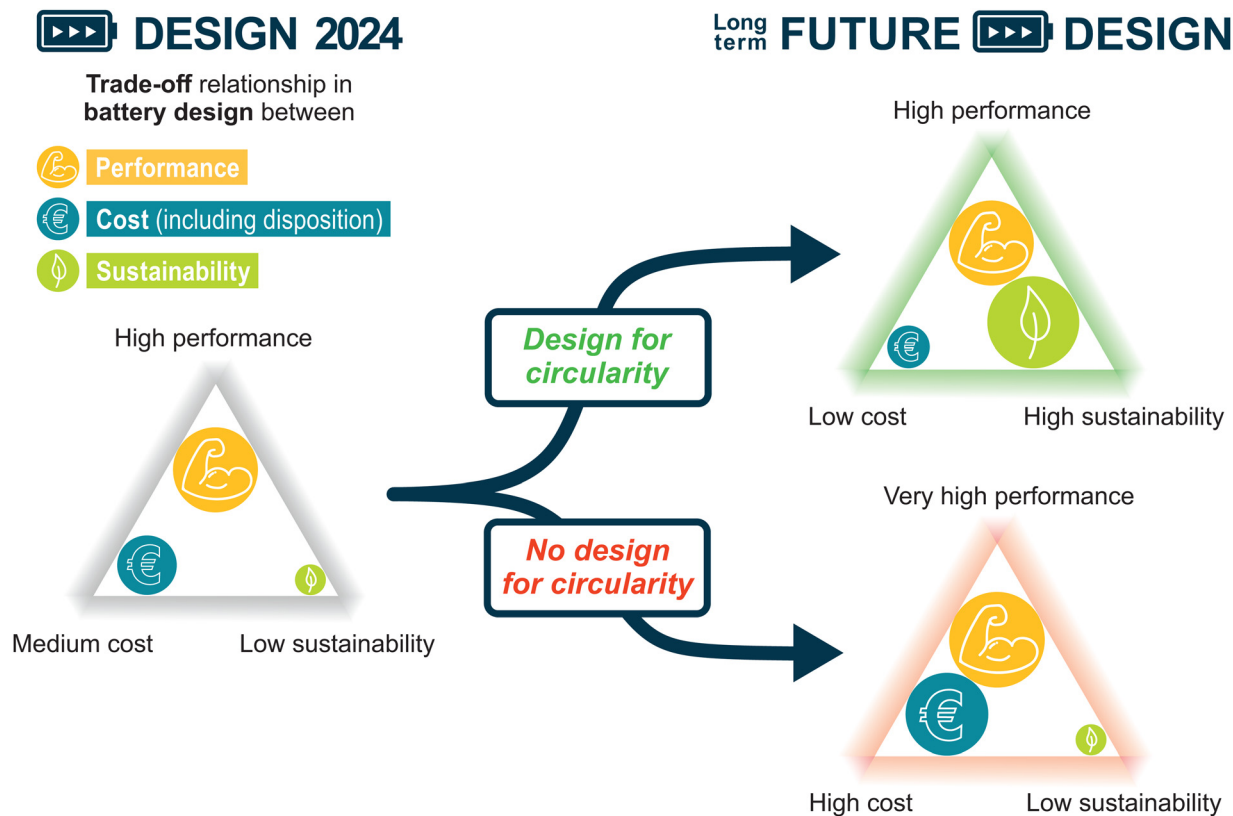 DESIGN 2024
Trade-off relationship in
battery design between
Performance
€
Cost (including disposition)
Sustainability
High performance
€
Medium cost
Low sustainability
Design for
circularity
No design
for circularity
Long
term
FUTURE DESIGN
High performance
€
Low cost
High sustainability
Very high performance
€
High cost
Low sustainability